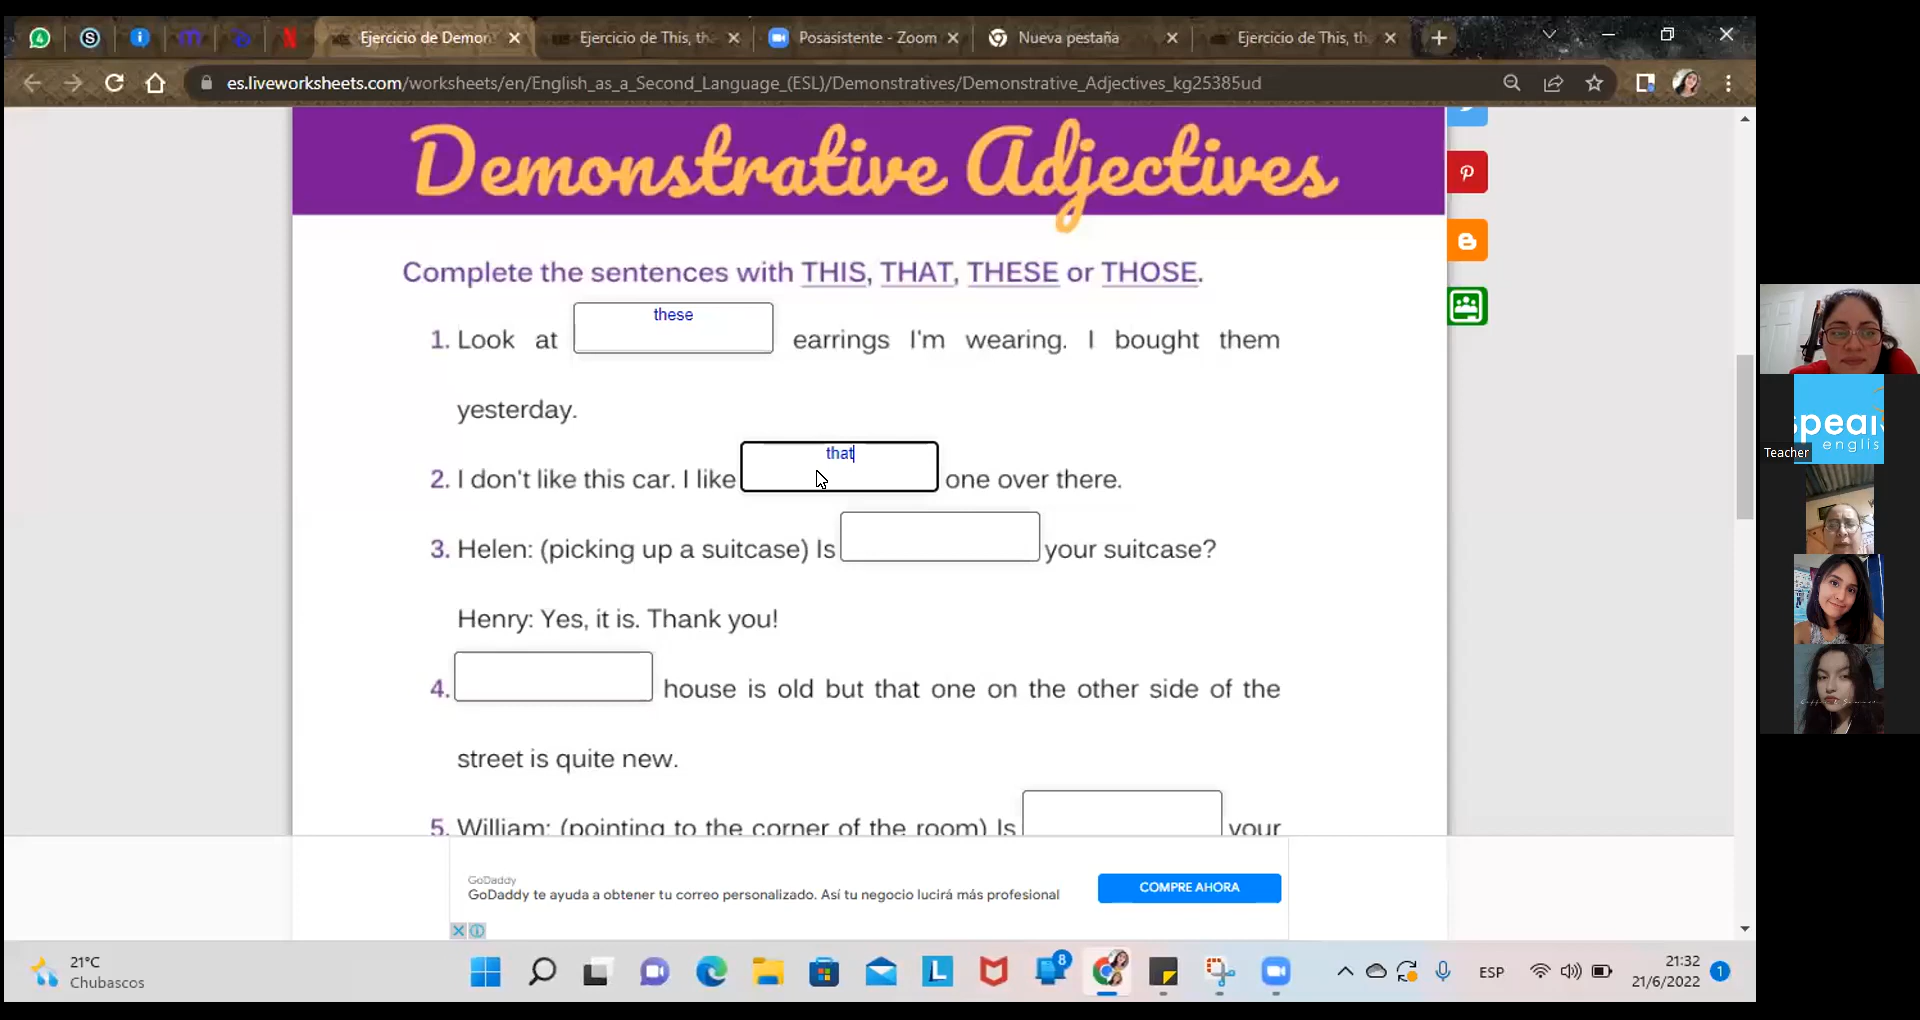 Ejercicio de Demon
Ejercicio de This, th
Posasistente - Zoom
Nueva pestaña
Ejercicio de This, th
es.liveworksheets.com/worksheets/en/English_as_a_Second_Language_(ESL)/Demonstratives/Demonstrative_Adjectives_kg25385ud
Demonstrative Adjectives
Complete the sentences with THIS, THAT, THESE or THOSE.
these
1. Look at earrings I'm wearing. I bought them
yesterday.
that
2. I don't like this car. I like one over there.
3. Helen: (picking up a suitcase) Is your suitcase?
Henry: Yes, it is. Thank you!
4. house is old but that one on the other side of the
street is quite new.
5. William: (pointing to the corner of the room) Is your
speak
englis
Teacher
GoDaddy
GoDaddy te ayuda a obtener tu correo personalizado. Así tu negocio lucirá más profesional
COMPRE AHORA
21°C
Chubascos
8
ESP
21:32
21/6/2022
1